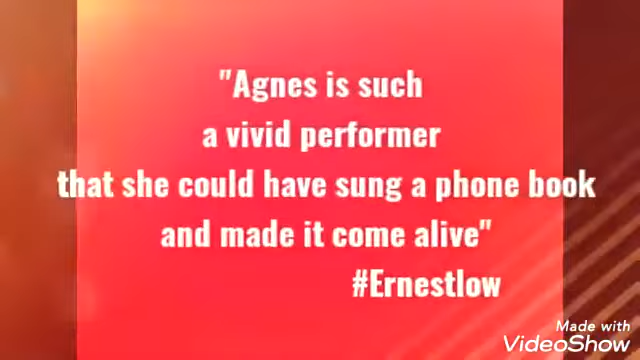 "Agnes is such
a vivid performer
that she could have sung a phone book
and made it come alive"
#Ernestlow
Made with
VideoShow